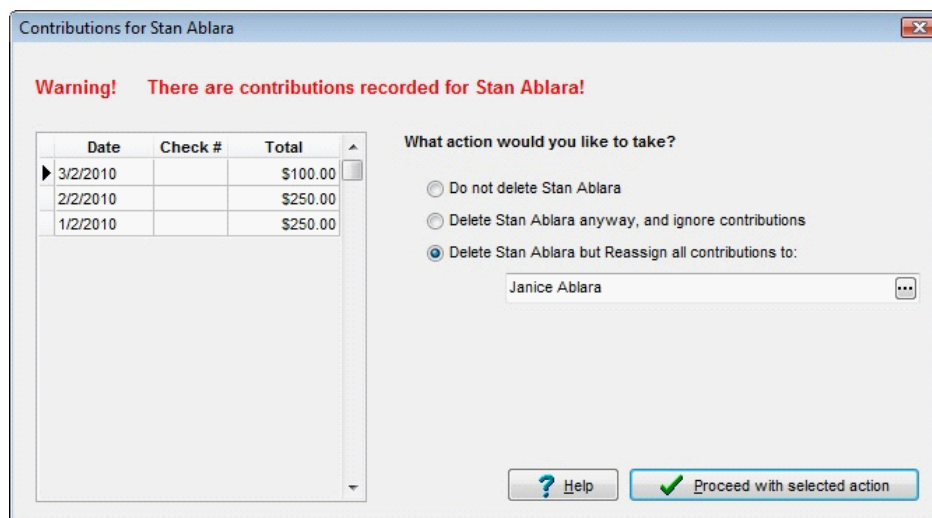 Contributions for Stan Ablara
Warning! There are contributions recorded for Stan Ablara!
Date Check # Total
3/2/2010 $100.00
2/2/2010 $250.00
1/2/2010 $250.00
What action would you like to take?
Do not delete Stan Ablara
Delete Stan Ablara anyway, and ignore contributions
Delete Stan Ablara but Reassign all contributions to:
Janice Ablara
? Help
Proceed with selected action